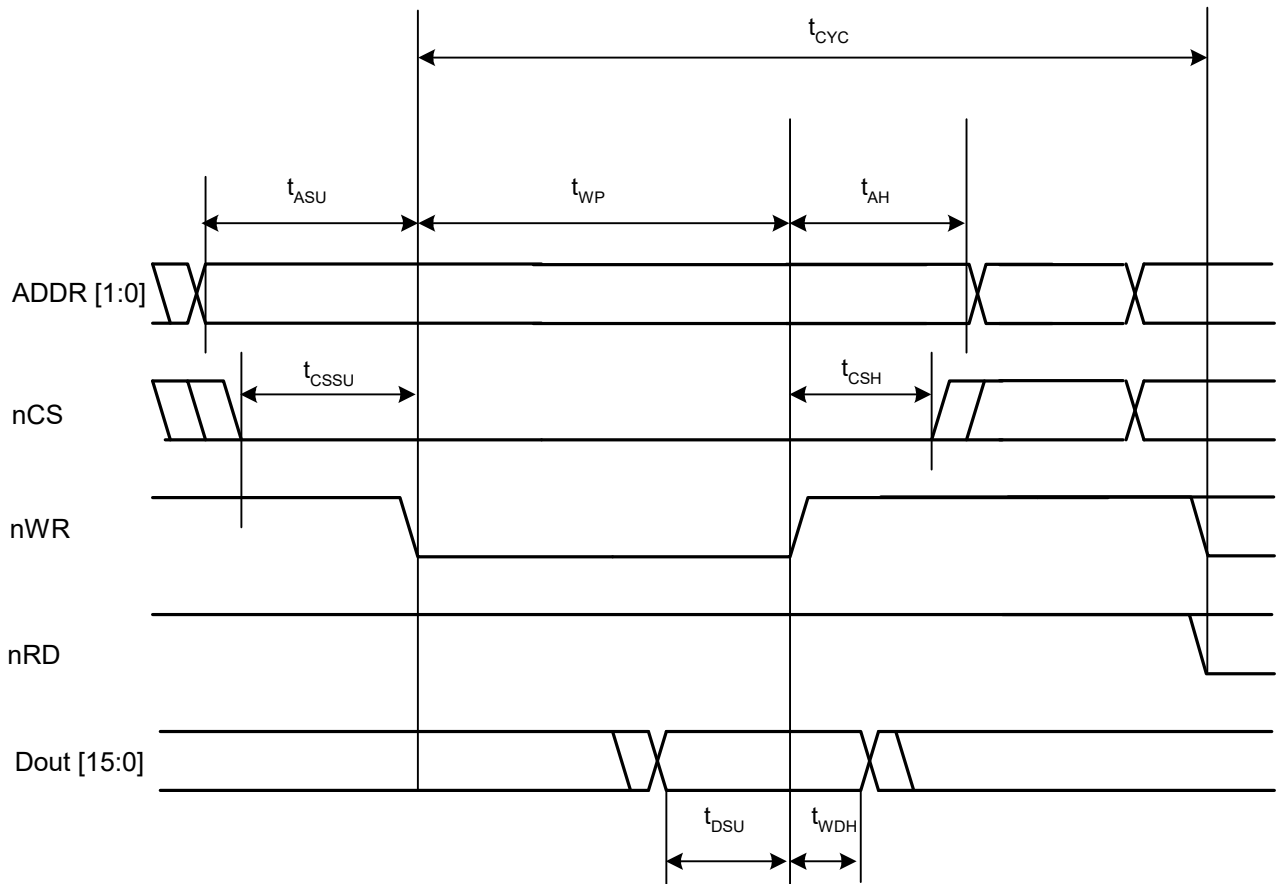 tCYC
tASU
tWP
tAH
ADDR [1:0]
tCSSU
tCSH
nCS
nWR
nRD
Dout [15:0]
tDSU
tWDH